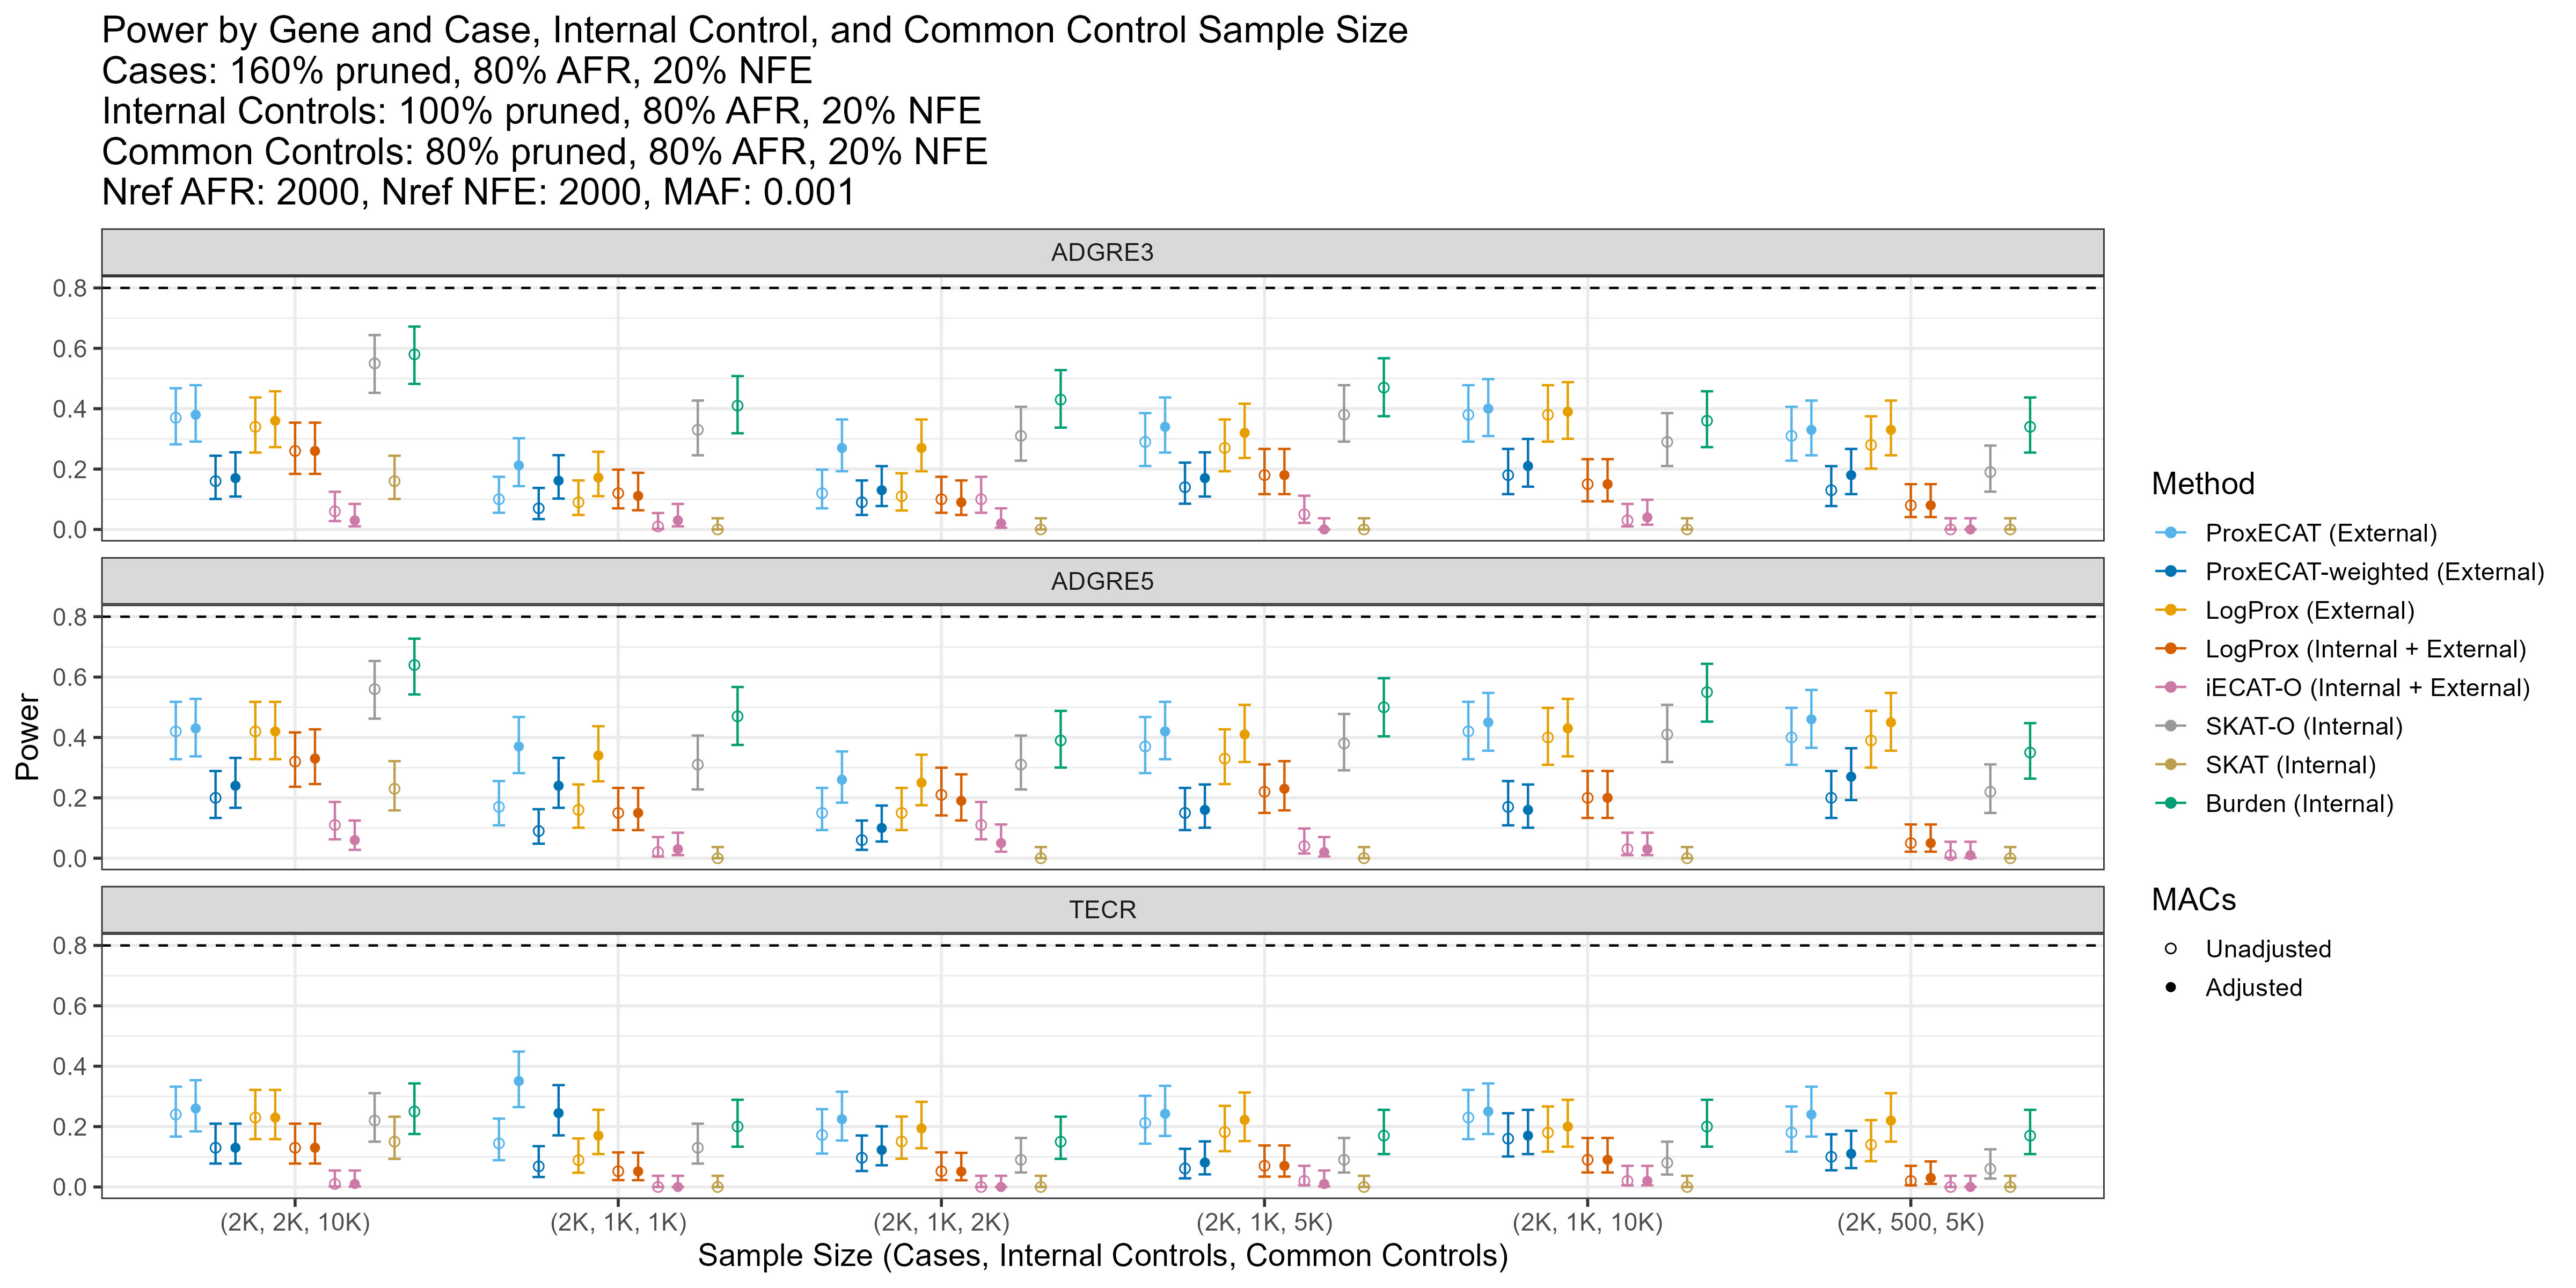 Power by Gene and Case, Internal Control, and Common Control Sample Size
Cases: 160% pruned, 80% AFR, 20% NFE
Internal Controls: 100% pruned, 80% AFR, 20% NFE
Common Controls: 80% pruned, 80% AFR, 20% NFE
Nref AFR: 2000, Nref NFE: 2000, MAF: 0.001
ADGRE3
0.8
0.6
0.4
0.2
0.0
ADGRE5
0.8
0.6
0.4
0.2
0.0
TECR
0.8
0.6
0.4
0.2
0.0
Power
(2K, 2K, 10K)
(2K, 1K, 1K)
(2K, 1K, 2K)
(2K, 1K, 5K)
(2K, 1K, 10K)
(2K, 500, 5K)
Sample Size (Cases, Internal Controls, Common Controls)
Method
ProxECAT (External)
ProxECAT-weighted (External)
LogProx (External)
LogProx (Internal + External)
iECAT-O (Internal + External)
SKAT-O (Internal)
SKAT (Internal)
Burden (Internal)
MACs
Unadjusted
Adjusted